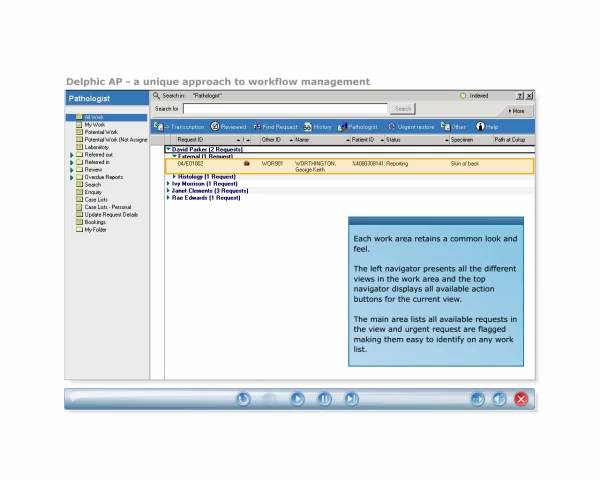 Delphic AP - a unique approach to workflow management
Pathologist
Search in: "Pathologist"
Indexed
Search for
Search
More
Transcription Reviewed Find Request History Pathologist Urgent restore Other Help
Request ID Other ID Name Patient ID Status Specimen Path at Cutup
All Work
My Work
Potential Work
Potential Work (Not Assigne
Laboratory
Referred out
Referred in
Review
Overdue Reports
Search
Enquiry
Case Lists
Case Lists - Personal
Update Request Details
Bookings
My Folder
David Parker (2 Requests)
External (1 Request)
04/E01002 WOR901 WORTHINGTON, %4080308141 Reporting Skin of back
George Keith
Histology (1 Request)
Ivy Morrison (1 Request)
Janet Clements (3 Requests)
Rae Edwards (1 Request)
Each work area retains a common look and
feel.
The left navigator presents all the different
views in the work area and the top
navigator displays all available action
buttons for the current view.
The main area lists all available requests in
the view and urgent request are flagged
making them easy to identify on any work
list.